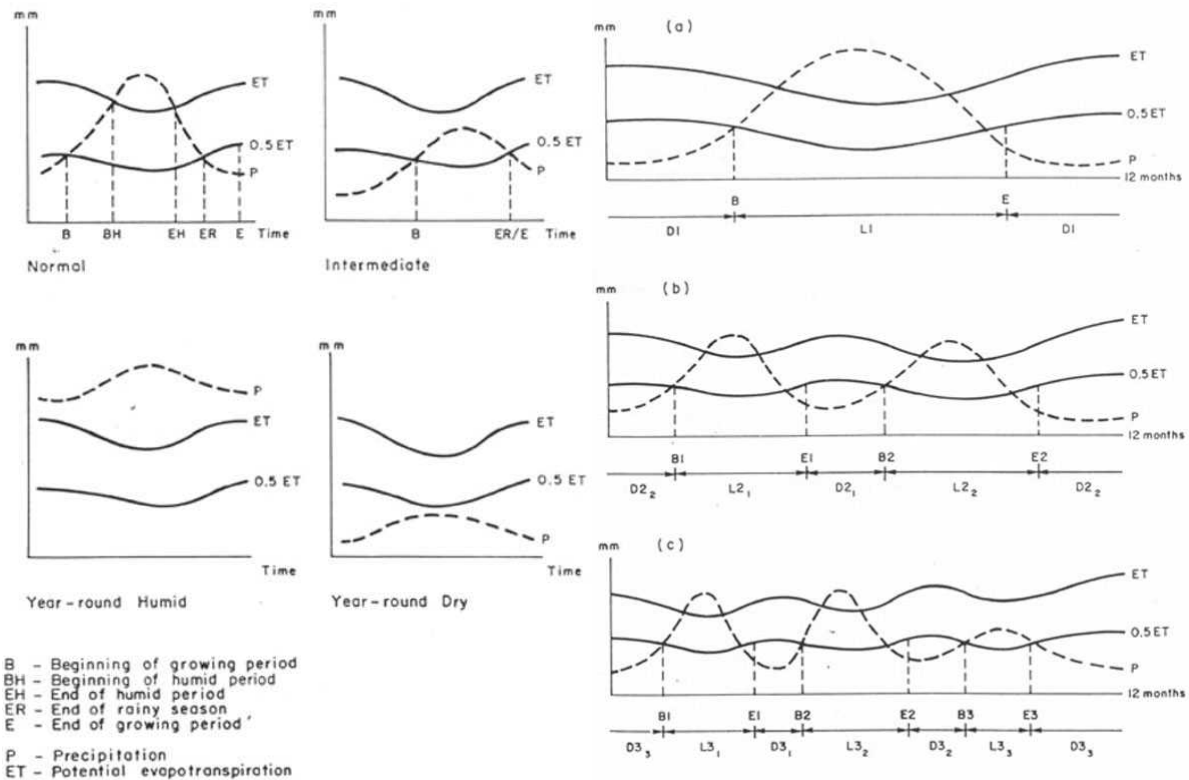 mm
ET
0.5 ET
P
B BH EH ER E Time
Normal
mm
ET
0.5 ET
P
B ER/E Time
Intermediate
mm
P
ET
0.5 ET
Time
Year-round Humid
mm
ET
0.5 ET
P
Time
Year-round Dry
B - Beginning of growing period
BH - Beginning of humid period
EH - End of humid period
ER - End of rainy season
E - End of growing period
P - Precipitation
ET - Potential evapotranspiration
mm (a)
ET
0.5 ET
P
12 months
B E
D1 L1 D1
mm (b)
ET
0.5 ET
P
12 months
B1 E1 B2 E2
D2₂ L2₁ D2₁ L2₂ D2₂
mm (c)
ET
0.5 ET
P
12 months
B1 E1 B2 E2 B3 E3
D3₃ L3₁ D3₁ L3₂ D3₂ L3₃ D3₃